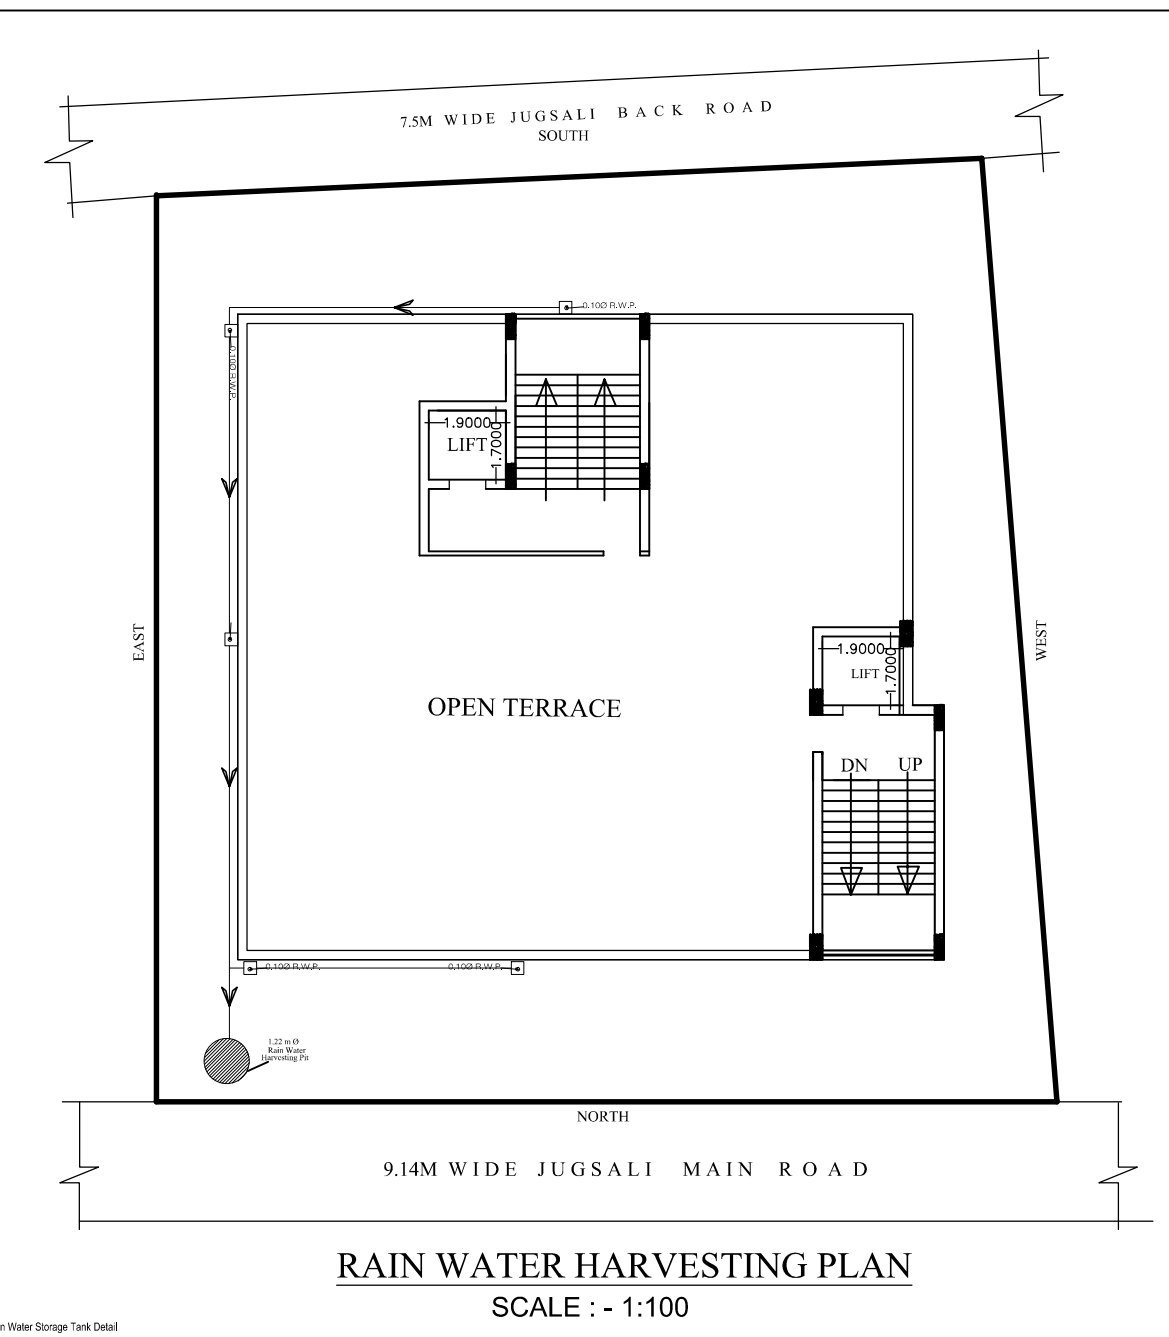 7.5M WIDE JUGSALI BACK ROAD
SOUTH
0.10Ø R.W.P.
0.10Ø R.W.P.
1.9000
LIFT
1.7000
EAST
WEST
1.9000
LIFT
1.7000
OPEN TERRACE
DN UP
0.10Ø R.W.P. 0.10Ø R.W.P.
1.22 m Ø
Rain Water
Harvesting Pit
NORTH
9.14M WIDE JUGSALI MAIN ROAD
RAIN WATER HARVESTING PLAN
SCALE : - 1:100
n Water Storage Tank Detail